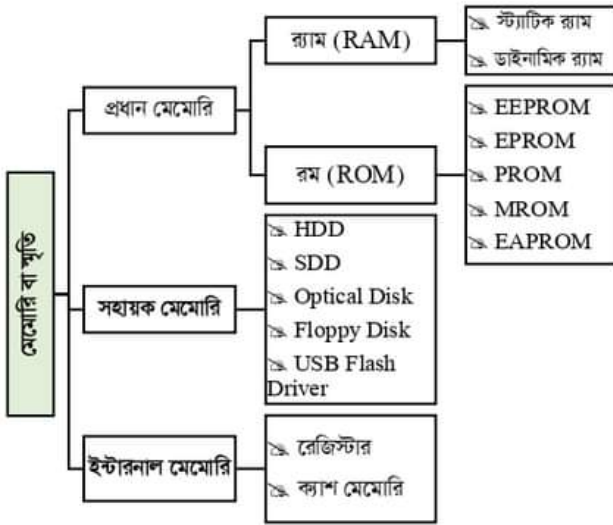 মেমোরি বা স্মৃতি
প্রধান মেমোরি
র‍্যাম (RAM)
স্ট্যাটিক র‍্যাম
ডাইনামিক র‍্যাম
রম (ROM)
EEPROM
EPROM
PROM
MROM
EAPROM
সহায়ক মেমোরি
HDD
SDD
Optical Disk
Floppy Disk
USB Flash
Driver
ইন্টারনাল মেমোরি
রেজিস্টার
ক্যাশ মেমোরি